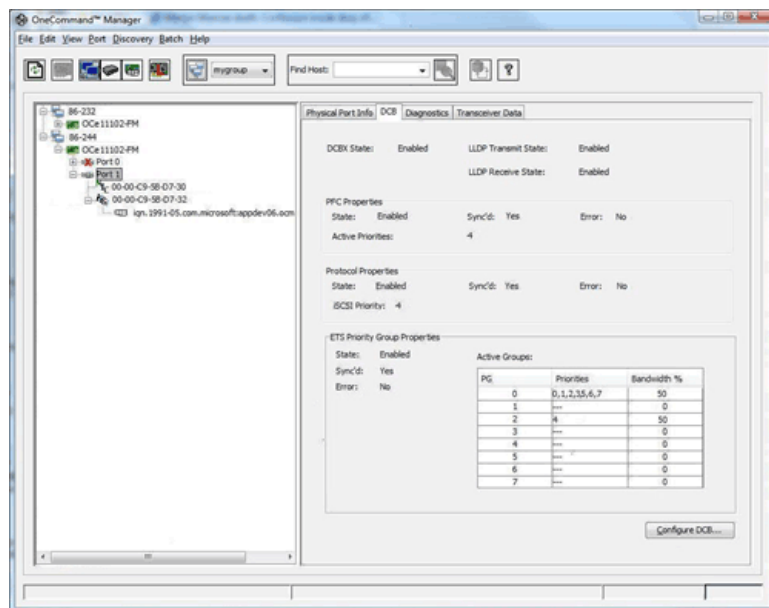 OneCommand™ Manager
File Edit View Port Discovery Batch Help
mygroup
Find Host:
86-232
OCe11102-FM
86-244
OCe11102-FM
Port 0
Port 1
00-00-C9-5B-D7-30
00-00-C9-5B-D7-32
iqn.1991-05.com.microsoft:appdev06.ocm
Physical Port Info DCB Diagnostics Transceiver Data
DCBX State: Enabled LLDP Transmit State: Enabled
LLDP Receive State: Enabled
PFC Properties
State: Enabled Sync'd: Yes Error: No
Active Priorities: 4
Protocol Properties
State: Enabled Sync'd: Yes Error: No
iSCSI Priority: 4
ETS Priority Group Properties
State: Enabled
Sync'd: Yes
Error: No
Active Groups:
PG Priorities Bandwidth %
0 0,1,2,3,5,6,7 50
1 --- 0
2 4 50
3 --- 0
4 --- 0
5 --- 0
6 --- 0
7 --- 0
Configure DCB...